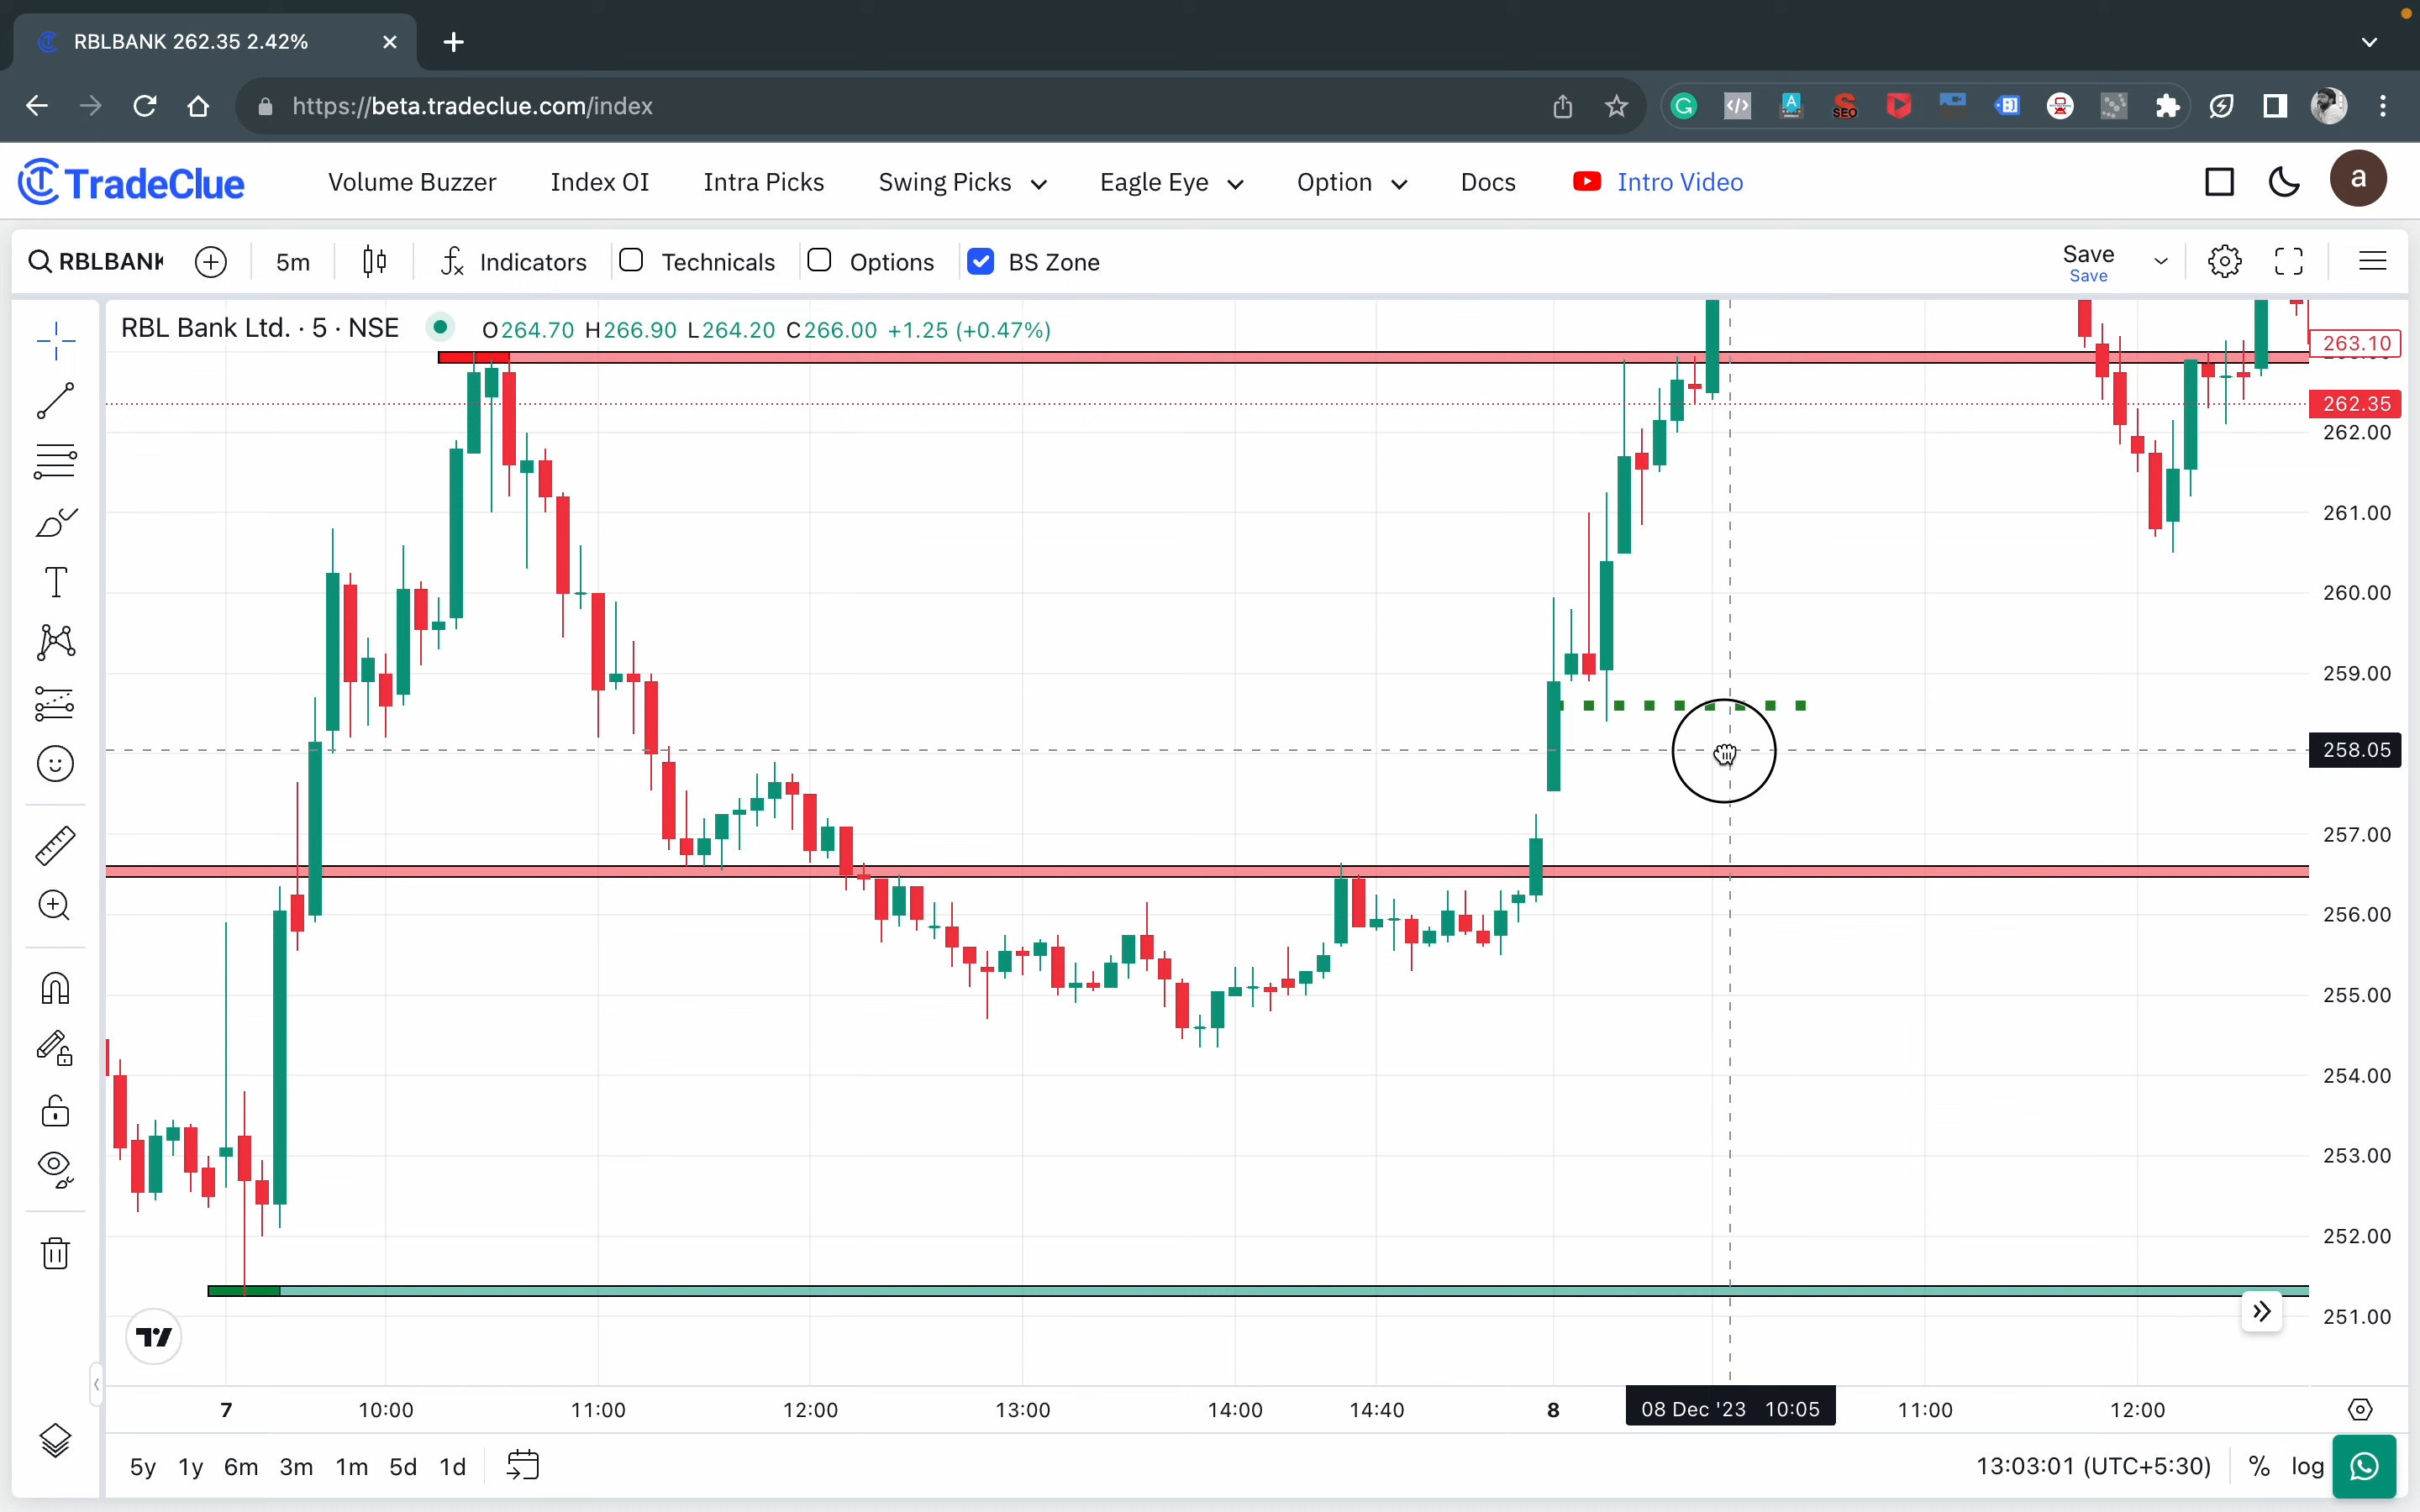 RBLBANK 262.35 2.42%
https://beta.tradeclue.com/index
SEO
TradeClue
Volume Buzzer
Index OI
Intra Picks
Swing Picks
Eagle Eye
Option
Docs
Intro Video
a
RBLBANK
5m
Indicators
Technicals
Options
BS Zone
Save
Save
RBL Bank Ltd. · 5 · NSE
O264.70 H266.90 L264.20 C266.00 +1.25 (+0.47%)
263.10
262.35
262.00
261.00
260.00
259.00
258.05
257.00
256.00
255.00
254.00
253.00
252.00
251.00
7
10:00
11:00
12:00
13:00
14:00
14:40
8
08 Dec '23 10:05
11:00
12:00
5y 1y 6m 3m 1m 5d 1d
13:03:01 (UTC+5:30)
%
log